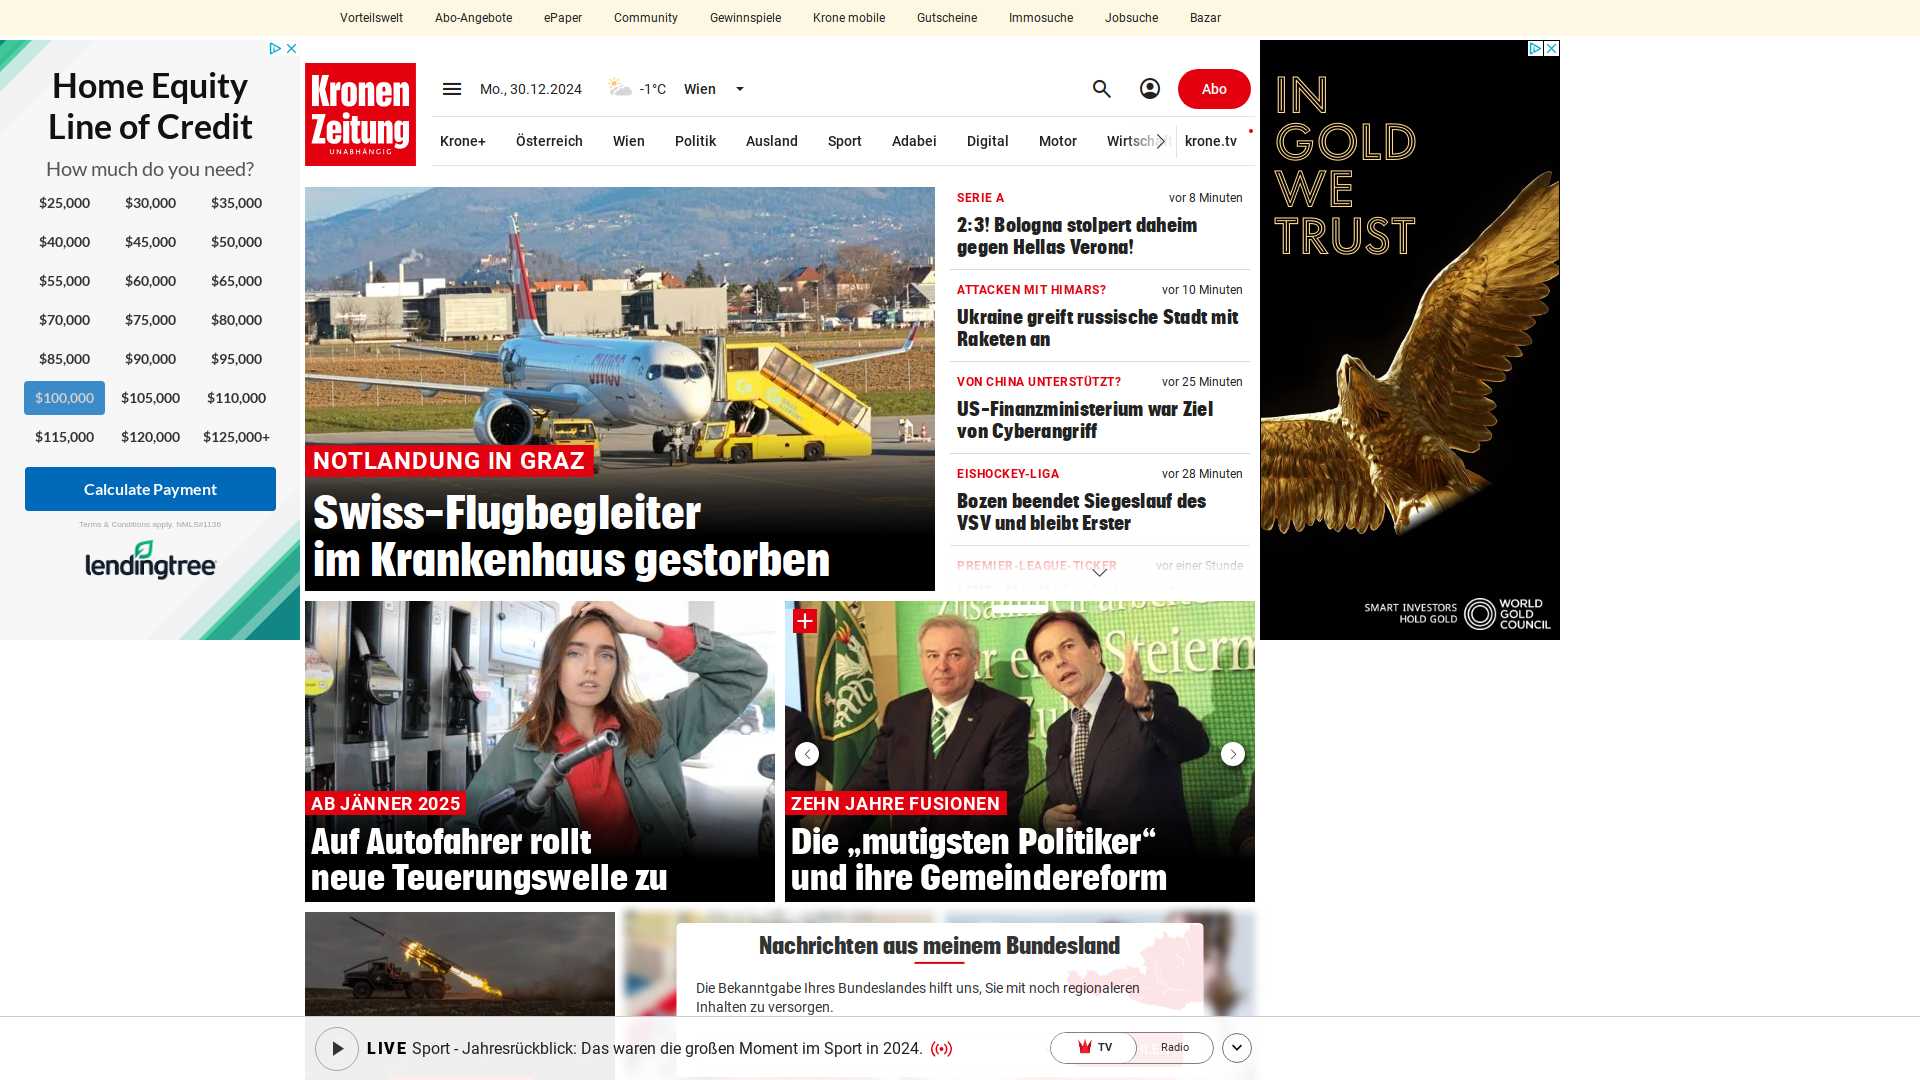 Vorteilswelt Abo-Angebote ePaper Community Gewinnspiele Krone mobile Gutscheine Immosuche Jobsuche Bazar
Home Equity
Line of Credit
How much do you need?
$25,000 $30,000 $35,000
$40,000 $45,000 $50,000
$55,000 $60,000 $65,000
$70,000 $75,000 $80,000
$85,000 $90,000 $95,000
$100,000 $105,000 $110,000
$115,000 $120,000 $125,000+
Calculate Payment
Terms & Conditions apply. NMLS#1136
lendingtree
Kronen
Zeitung
UNABHÄNGIG
Mo., 30.12.2024 -1°C Wien
Abo
Krone+ Österreich Wien Politik Ausland Sport Adabei Digital Motor Wirtschaft krone.tv
NOTLANDUNG IN GRAZ
Swiss-Flugbegleiter
im Krankenhaus gestorben
SERIE A vor 8 Minuten
2:3! Bologna stolpert daheim
gegen Hellas Verona!
ATTACKEN MIT HIMARS? vor 10 Minuten
Ukraine greift russische Stadt mit
Raketen an
VON CHINA UNTERSTÜTZT? vor 25 Minuten
US-Finanzministerium war Ziel
von Cyberangriff
EISHOCKEY-LIGA vor 28 Minuten
Bozen beendet Siegeslauf des
VSV und bleibt Erster
PREMIER-LEAGUE-TICKER vor einer Stunde
IN
GOLD
WE
TRUST
SMART INVESTORS
HOLD GOLD
WORLD
GOLD
COUNCIL
AB JÄNNER 2025
Auf Autofahrer rollt
neue Teuerungswelle zu
ZEHN JAHRE FUSIONEN
Die „mutigsten Politiker“
und ihre Gemeindereform
Nachrichten aus meinem Bundesland
Die Bekanntgabe Ihres Bundeslandes hilft uns, Sie mit noch regionaleren
Inhalten zu versorgen.
LIVE Sport - Jahresrückblick: Das waren die großen Moment im Sport in 2024.
TV Radio